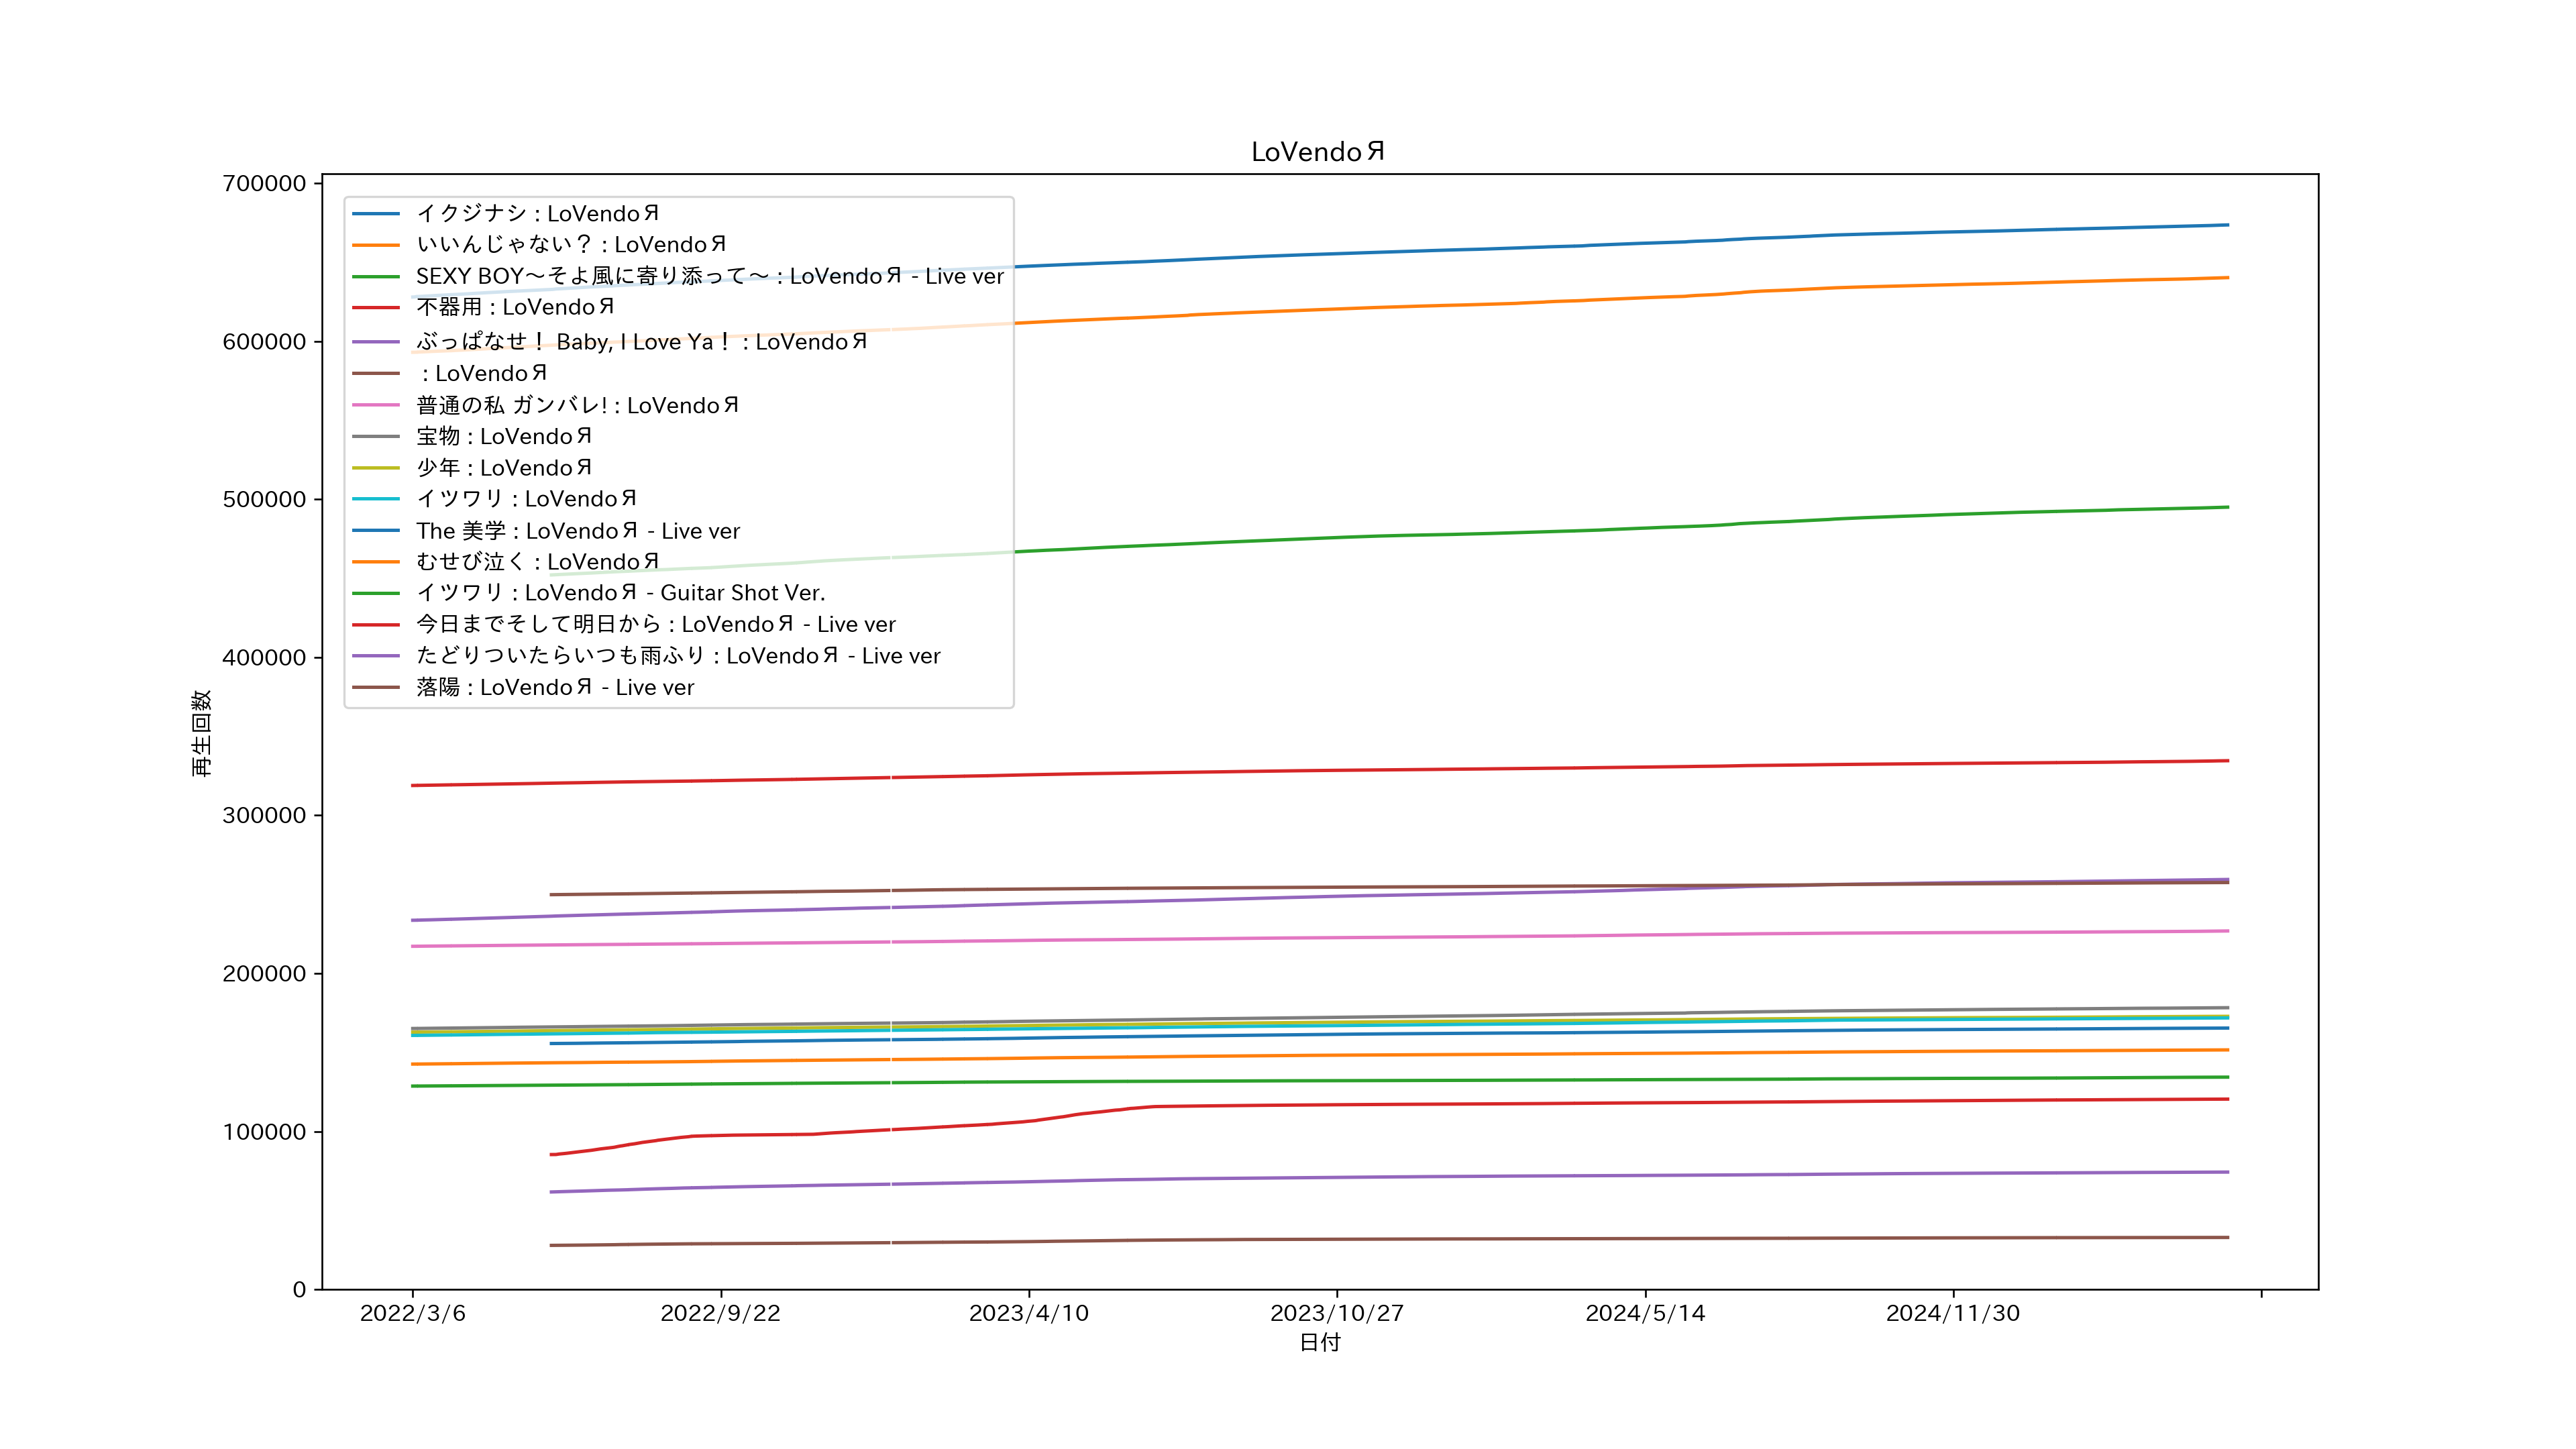 LoVendoЯ
700000
600000
500000
400000
300000
200000
100000
0
再生回数
イクジナシ : LoVendoЯ
いいんじゃない？ : LoVendoЯ
SEXY BOY～そよ風に寄り添って～ : LoVendoЯ - Live ver
不器用 : LoVendoЯ
ぶっぱなせ！ Baby, I Love Ya！ : LoVendoЯ
: LoVendoЯ
普通の私 ガンバレ! : LoVendoЯ
宝物 : LoVendoЯ
少年 : LoVendoЯ
イツワリ : LoVendoЯ
The 美学 : LoVendoЯ - Live ver
むせび泣く : LoVendoЯ
イツワリ : LoVendoЯ - Guitar Shot Ver.
今日までそして明日から : LoVendoЯ - Live ver
たどりついたらいつも雨ふり : LoVendoЯ - Live ver
落陽 : LoVendoЯ - Live ver
2022/3/6 2022/9/22 2023/4/10 2023/10/27 2024/5/14 2024/11/30
日付